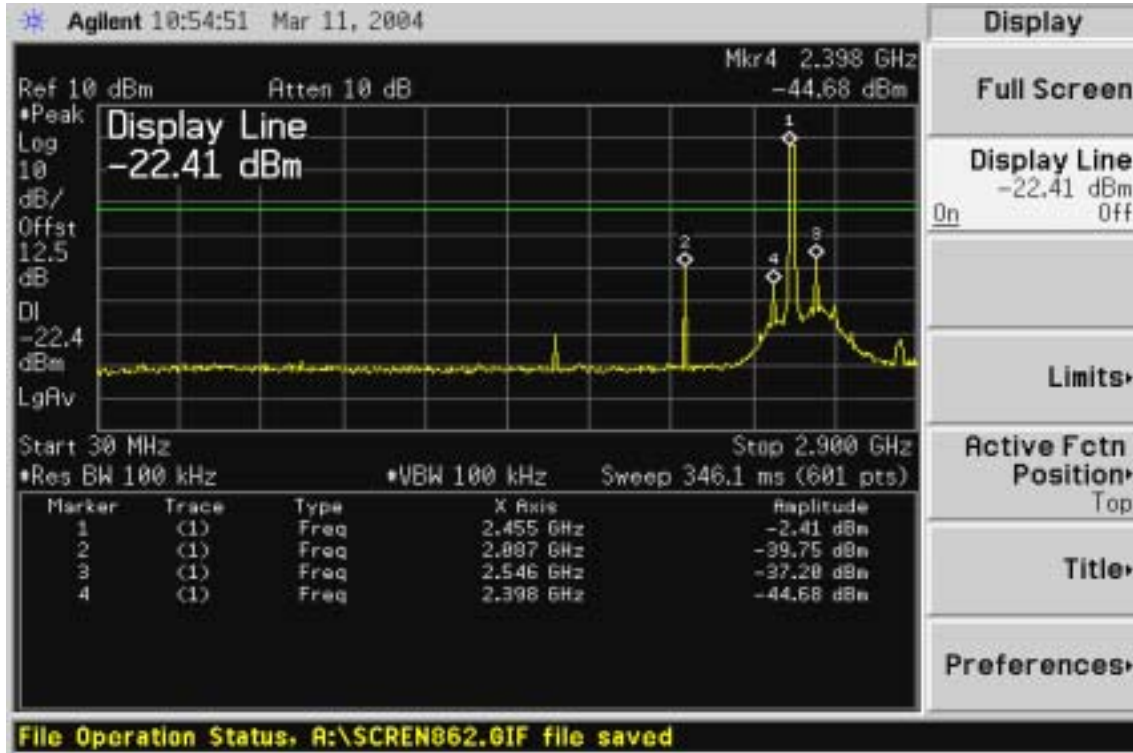 Agilent 10:54:51 Mar 11, 2004
Display
Mkr4 2.398 GHz
Ref 10 dBm Atten 10 dB -44.68 dBm
Full Screen
•Peak
Log
10
dB/
Offst
12.5
dB
DI
-22.4
dBm
LgAv
Display Line
-22.41 dBm
1
2
3
4
Display Line
-22.41 dBm
On Off
Limits
Start 30 MHz Stop 2.900 GHz
•Res BW 100 kHz •VBW 100 kHz Sweep 346.1 ms (601 pts)
Active Fctn
Position
Top
Marker Trace Type X Axis Amplitude
1 (1) Freq 2.455 GHz -2.41 dBm
2 (1) Freq 2.087 GHz -39.75 dBm
3 (1) Freq 2.546 GHz -37.20 dBm
4 (1) Freq 2.398 GHz -44.68 dBm
Title
Preferences
File Operation Status, A:\SCREN862.GIF file saved